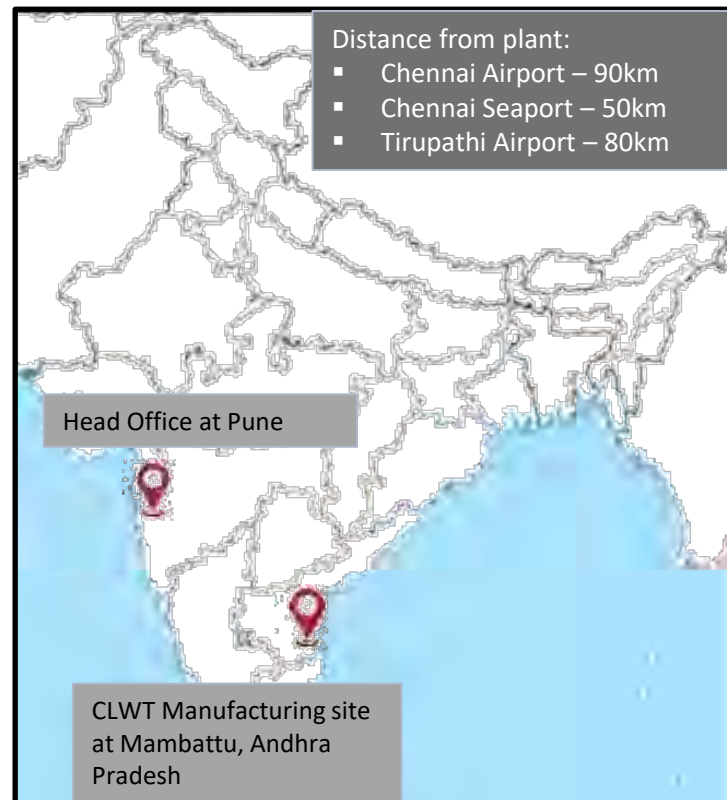 Distance from plant:
▪ Chennai Airport – 90km
▪ Chennai Seaport – 50km
▪ Tirupathi Airport – 80km
Head Office at Pune
CLWT Manufacturing site
at Mambattu, Andhra
Pradesh